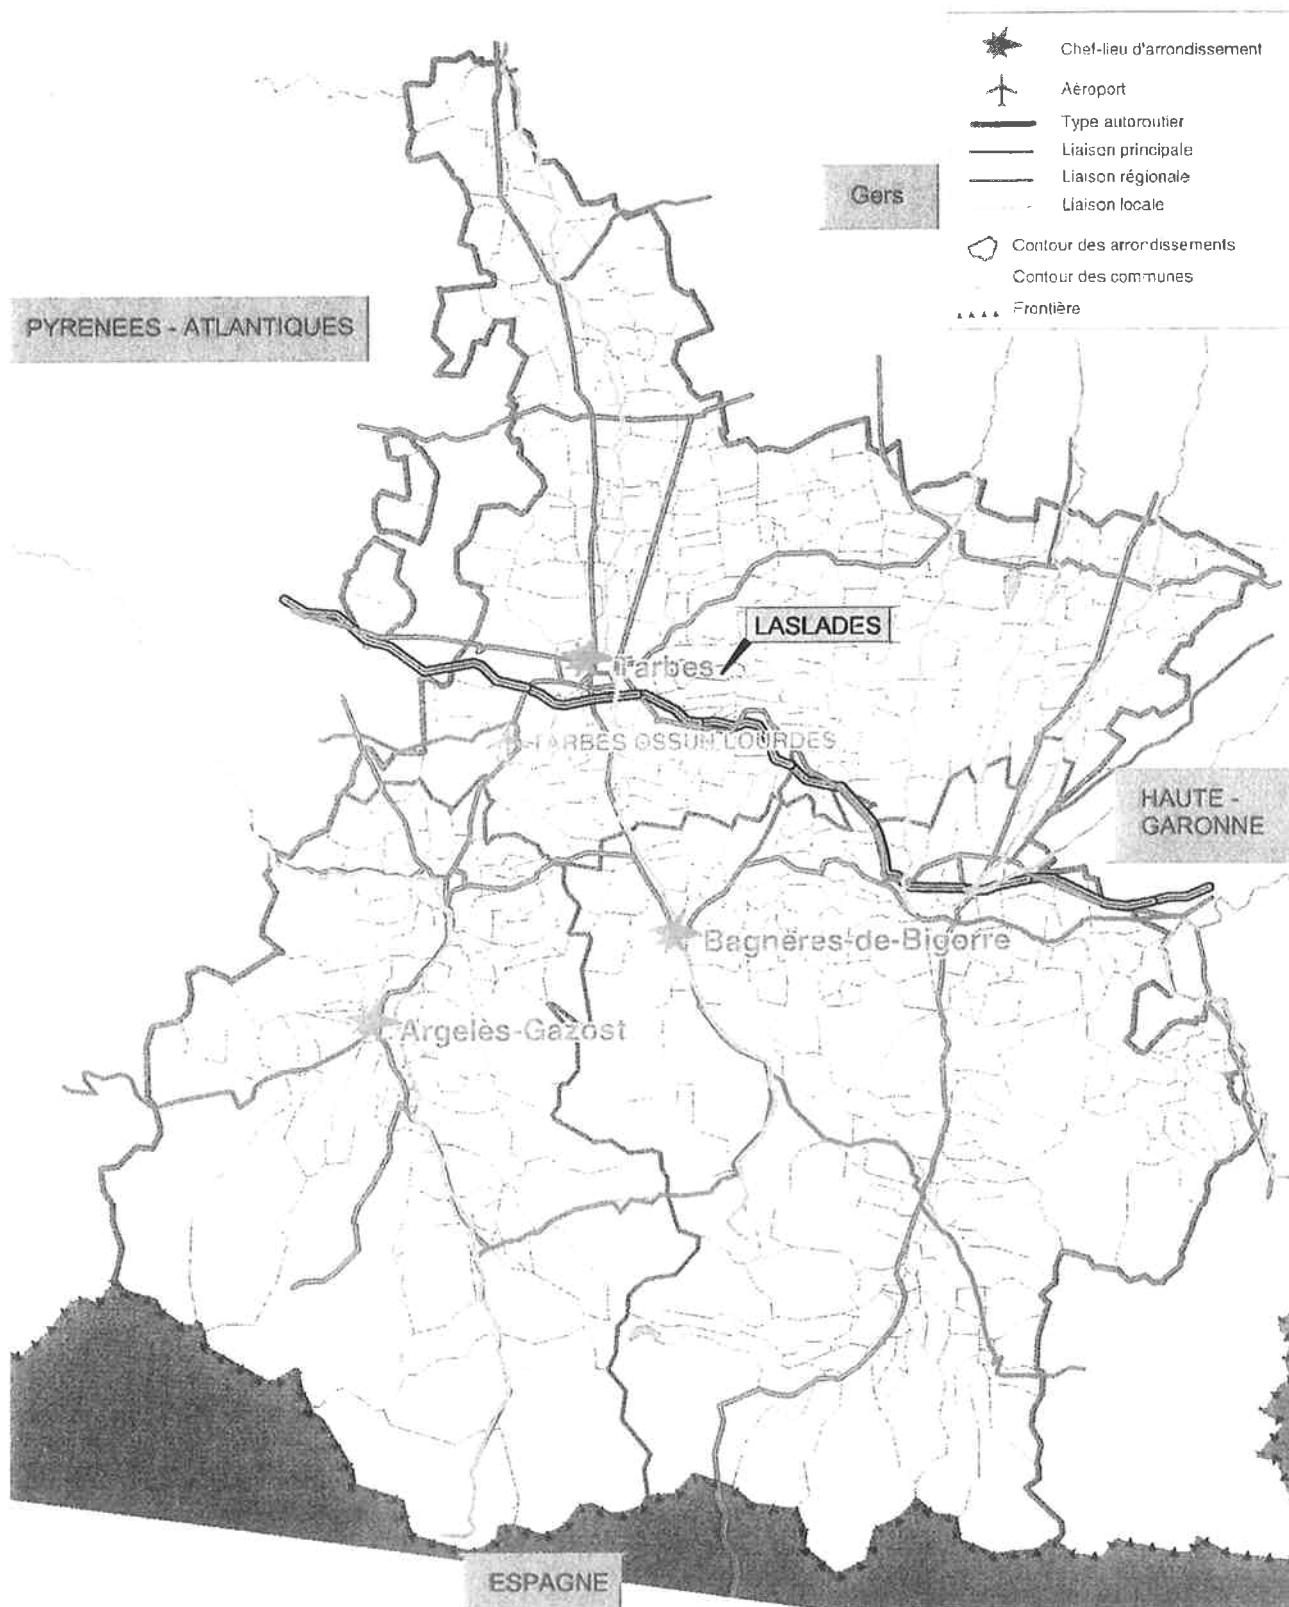 Chef-lieu d'arrondissement
Aéroport
Type autoroutier
Liaison principale
Liaison régionale
Liaison locale
Contour des arrondissements
Contour des communes
Frontière
Gers
PYRENEES - ATLANTIQUES
LASLADES
Tarbes
TARBES OSSUN LOURDES
HAUTE -
GARONNE
Bagnères-de-Bigorre
Argelès-Gazost
ESPAGNE